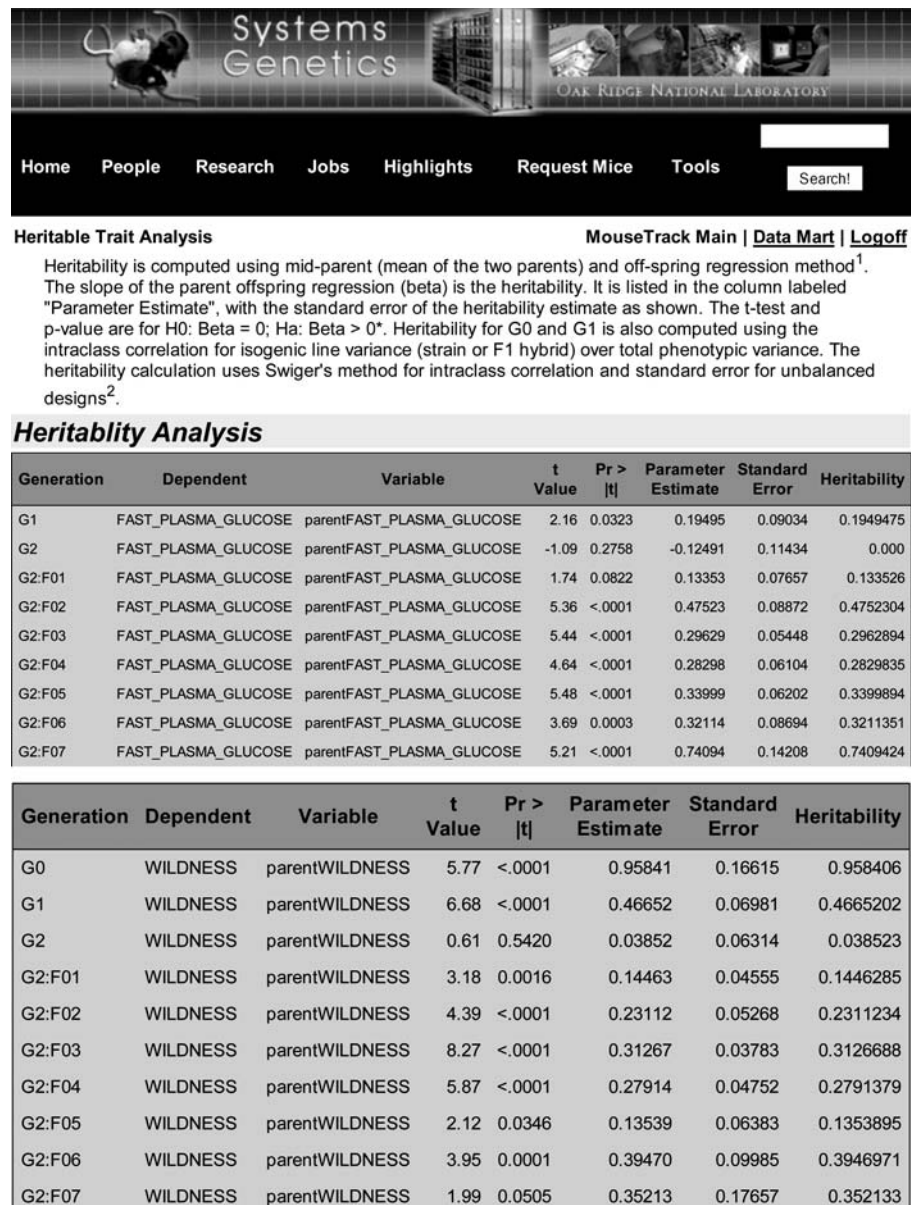 Systems
Genetics
OAK RIDGE NATIONAL LABORATORY
Home People Research Jobs Highlights Request Mice Tools Search!
Heritable Trait Analysis MouseTrack Main | Data Mart | Logoff
Heritability is computed using mid-parent (mean of the two parents) and off-spring regression method1.
The slope of the parent offspring regression (beta) is the heritability. It is listed in the column labeled
"Parameter Estimate", with the standard error of the heritability estimate as shown. The t-test and
p-value are for H0: Beta = 0; Ha: Beta > 0*. Heritability for G0 and G1 is also computed using the
intraclass correlation for isogenic line variance (strain or F1 hybrid) over total phenotypic variance. The
heritability calculation uses Swiger's method for intraclass correlation and standard error for unbalanced
designs2.
Heritablity Analysis
Generation Dependent Variable t Value Pr > |t| Parameter Estimate Standard Error Heritability
G1 FAST_PLASMA_GLUCOSE parentFAST_PLASMA_GLUCOSE 2.16 0.0323 0.19495 0.09034 0.1949475
G2 FAST_PLASMA_GLUCOSE parentFAST_PLASMA_GLUCOSE -1.09 0.2758 -0.12491 0.11434 0.000
G2:F01 FAST_PLASMA_GLUCOSE parentFAST_PLASMA_GLUCOSE 1.74 0.0822 0.13353 0.07657 0.133526
G2:F02 FAST_PLASMA_GLUCOSE parentFAST_PLASMA_GLUCOSE 5.36 <.0001 0.47523 0.08872 0.4752304
G2:F03 FAST_PLASMA_GLUCOSE parentFAST_PLASMA_GLUCOSE 5.44 <.0001 0.29629 0.05448 0.2962894
G2:F04 FAST_PLASMA_GLUCOSE parentFAST_PLASMA_GLUCOSE 4.64 <.0001 0.28298 0.06104 0.2829835
G2:F05 FAST_PLASMA_GLUCOSE parentFAST_PLASMA_GLUCOSE 5.48 <.0001 0.33999 0.06202 0.3399894
G2:F06 FAST_PLASMA_GLUCOSE parentFAST_PLASMA_GLUCOSE 3.69 0.0003 0.32114 0.08694 0.3211351
G2:F07 FAST_PLASMA_GLUCOSE parentFAST_PLASMA_GLUCOSE 5.21 <.0001 0.74094 0.14208 0.7409424
Generation Dependent Variable t Value Pr > |t| Parameter Estimate Standard Error Heritability
G0 WILDNESS parentWILDNESS 5.77 <.0001 0.95841 0.16615 0.958406
G1 WILDNESS parentWILDNESS 6.68 <.0001 0.46652 0.06981 0.4665202
G2 WILDNESS parentWILDNESS 0.61 0.5420 0.03852 0.06314 0.038523
G2:F01 WILDNESS parentWILDNESS 3.18 0.0016 0.14463 0.04555 0.1446285
G2:F02 WILDNESS parentWILDNESS 4.39 <.0001 0.23112 0.05268 0.2311234
G2:F03 WILDNESS parentWILDNESS 8.27 <.0001 0.31267 0.03783 0.3126688
G2:F04 WILDNESS parentWILDNESS 5.87 <.0001 0.27914 0.04752 0.2791379
G2:F05 WILDNESS parentWILDNESS 2.12 0.0346 0.13539 0.06383 0.1353895
G2:F06 WILDNESS parentWILDNESS 3.95 0.0001 0.39470 0.09985 0.3946971
G2:F07 WILDNESS parentWILDNESS 1.99 0.0505 0.35213 0.17657 0.352133